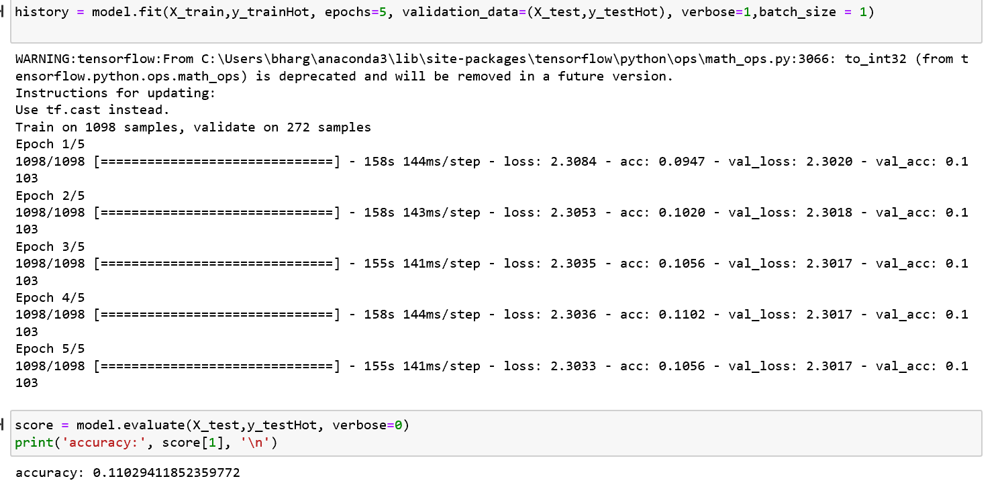 history = model.fit(X_train,y_trainHot, epochs=5, validation_data=(X_test,y_testHot), verbose=1,batch_size = 1)
WARNING:tensorflow:From C:\Users\bharg\anaconda3\lib\site-packages\tensorflow\python\ops\math_ops.py:3066: to_int32 (from t
ensorflow.python.ops.math_ops) is deprecated and will be removed in a future version.
Instructions for updating:
Use tf.cast instead.
Train on 1098 samples, validate on 272 samples
Epoch 1/5
1098/1098 [==============================] - 158s 144ms/step - loss: 2.3084 - acc: 0.0947 - val_loss: 2.3020 - val_acc: 0.1
103
Epoch 2/5
1098/1098 [==============================] - 158s 143ms/step - loss: 2.3053 - acc: 0.1020 - val_loss: 2.3018 - val_acc: 0.1
103
Epoch 3/5
1098/1098 [==============================] - 155s 141ms/step - loss: 2.3035 - acc: 0.1056 - val_loss: 2.3017 - val_acc: 0.1
103
Epoch 4/5
1098/1098 [==============================] - 158s 144ms/step - loss: 2.3036 - acc: 0.1102 - val_loss: 2.3017 - val_acc: 0.1
103
Epoch 5/5
1098/1098 [==============================] - 155s 141ms/step - loss: 2.3033 - acc: 0.1056 - val_loss: 2.3017 - val_acc: 0.1
103
score = model.evaluate(X_test,y_testHot, verbose=0)
print('accuracy:', score[1], '\n')
accuracy: 0.11029411852359772